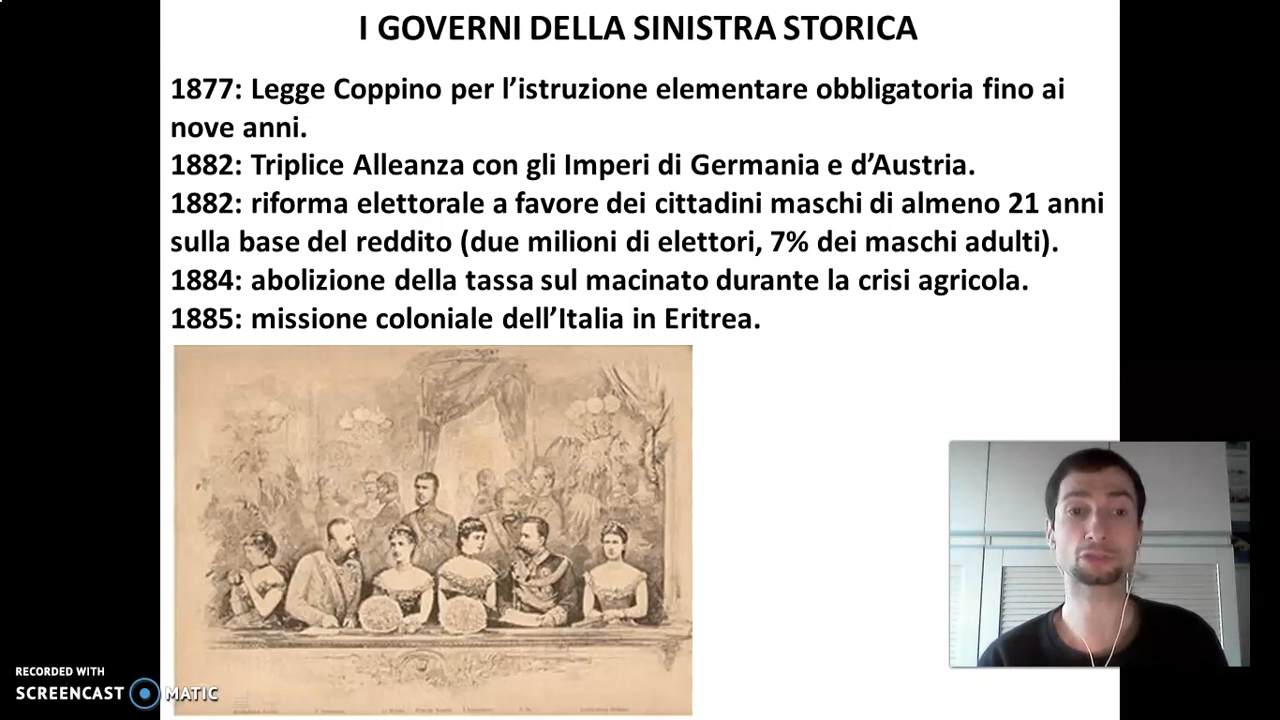 I GOVERNI DELLA SINISTRA STORICA
1877: Legge Coppino per l’istruzione elementare obbligatoria fino ai
nove anni.
1882: Triplice Alleanza con gli Imperi di Germania e d’Austria.
1882: riforma elettorale a favore dei cittadini maschi di almeno 21 anni
sulla base del reddito (due milioni di elettori, 7% dei maschi adulti).
1884: abolizione della tassa sul macinato durante la crisi agricola.
1885: missione coloniale dell’Italia in Eritrea.
RECORDED WITH
SCREENCAST MATIC